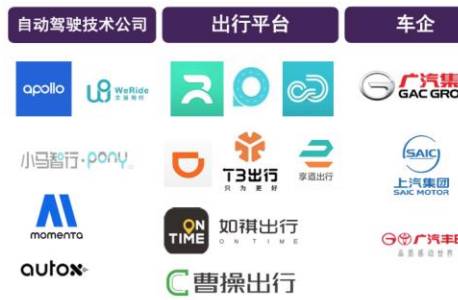 自动驾驶技术公司
出行平台
车企
apollo
WeRide
文远知行
小马智行·pony
momenta
autoX
T3出行
只为更好
享道出行
ON
TIME
如祺出行
ON TIME
曹操出行
广汽集
GAC GRO
SAIC
上汽集团
SAIC MOTOR
广汽丰田